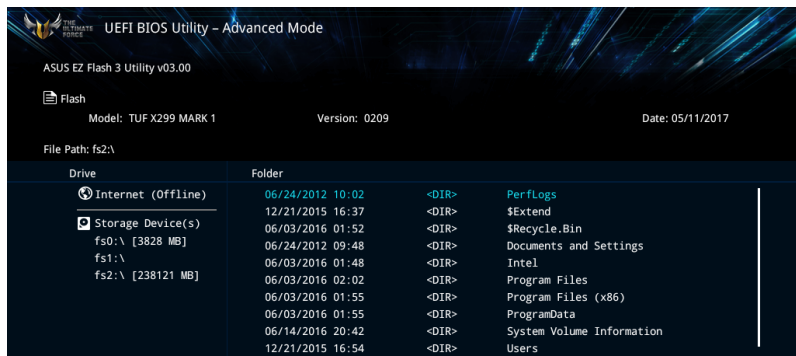 THE ULTIMATE FORCE
UEFI BIOS Utility – Advanced Mode
ASUS EZ Flash 3 Utility v03.00
Flash
Model: TUF X299 MARK 1 Version: 0209 Date: 05/11/2017
File Path: fs2:\
Drive Folder
Internet (Offline) 06/24/2012 10:02 <DIR> PerfLogs
12/21/2015 16:37 <DIR> $Extend
Storage Device(s) 06/03/2016 01:52 <DIR> $Recycle.Bin
fs0:\ [3828 MB] 06/24/2012 09:48 <DIR> Documents and Settings
fs1:\ 06/03/2016 01:48 <DIR> Intel
fs2:\ [238121 MB] 06/03/2016 02:02 <DIR> Program Files
06/03/2016 01:55 <DIR> Program Files (x86)
06/03/2016 01:55 <DIR> ProgramData
06/14/2016 20:42 <DIR> System Volume Information
12/21/2015 16:54 <DIR> Users